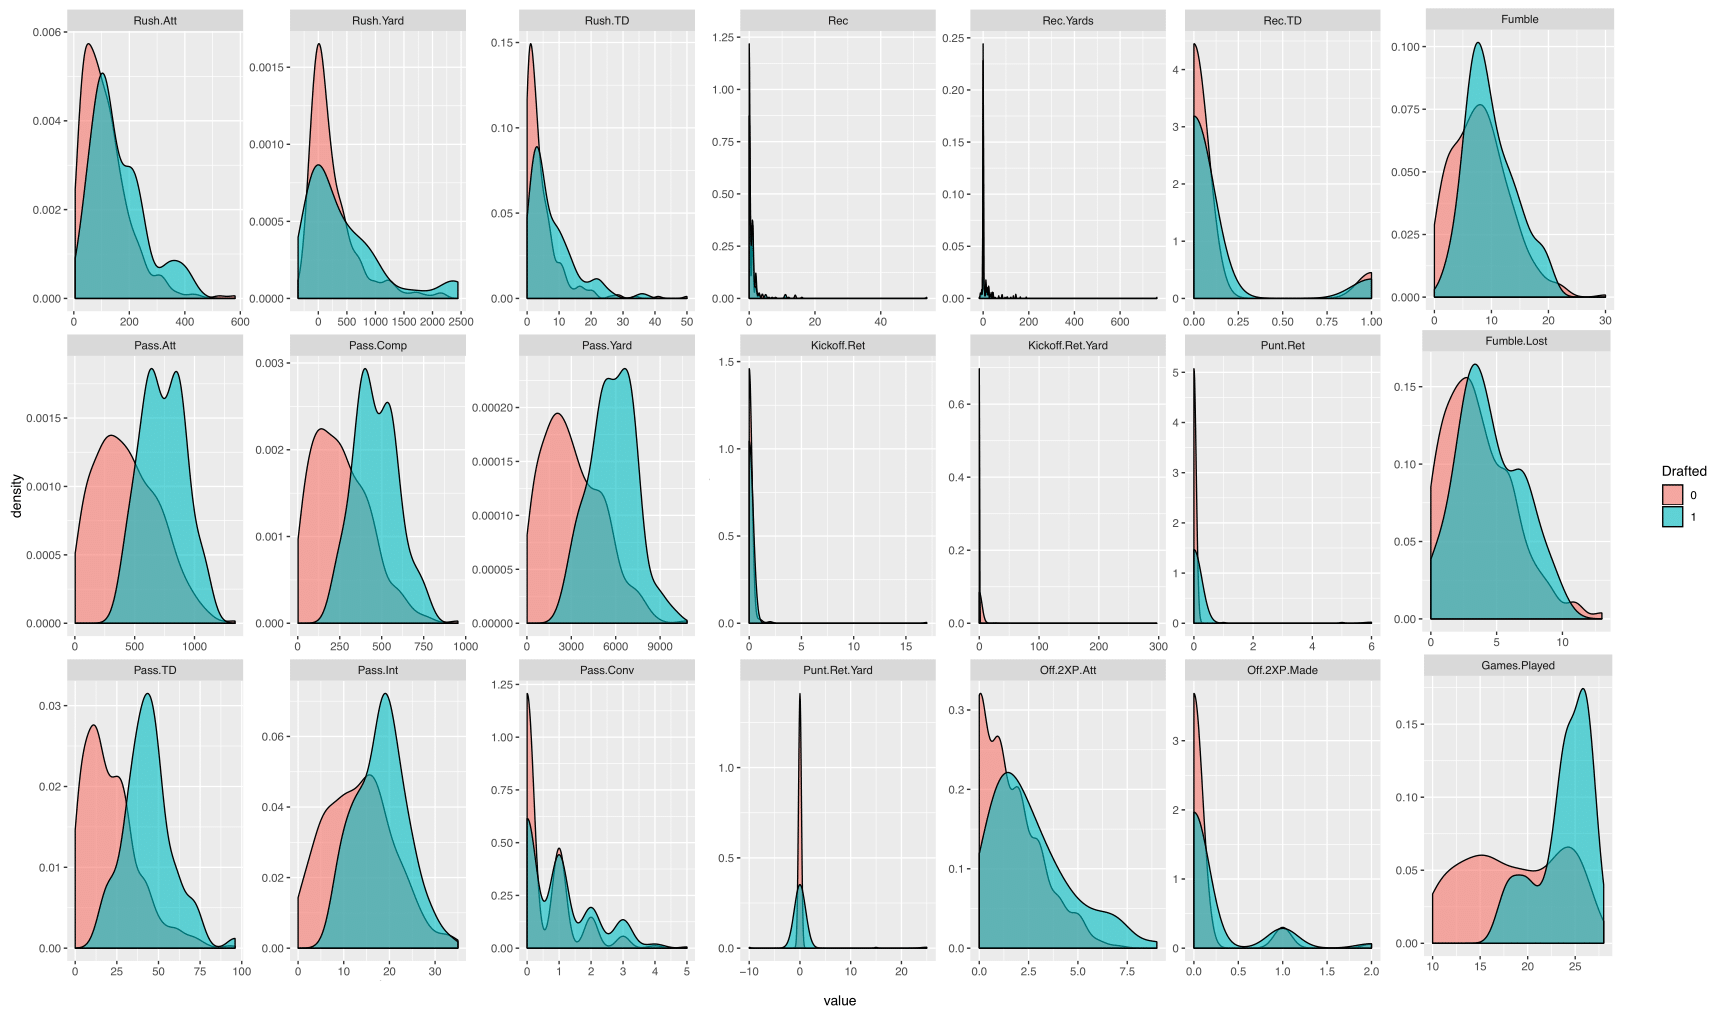 Rush.Att Rush.Yard Rush.TD Rec Rec.Yards Rec.TD Fumble
0.006 0.004 0.002 0.000
0.0015 0.0010 0.0005 0.0000
0.15 0.10 0.05 0.00
1.25 1.00 0.75 0.50 0.25 0.00
0.25 0.20 0.15 0.10 0.05 0.00
4 3 2 1 0
0.100 0.075 0.050 0.025 0.000
0 200 400 600
0 500 1000 1500 2000 2500
0 10 20 30 40 50
0 20 40
0 200 400 600
0.00 0.25 0.50 0.75 1.00
0 10 20 30
Pass.Att Pass.Comp Pass.Yard Kickoff.Ret Kickoff.Ret.Yard Punt.Ret Fumble.Lost
0.0015 0.0010 0.0005 0.0000
0.003 0.002 0.001 0.000
0.00020 0.00015 0.00010 0.00005 0.00000
1.5 1.0 0.5 0.0
0.6 0.4 0.2 0.0
5 4 3 2 1 0
0.15 0.10 0.05 0.00
0 500 1000
0 250 500 750 1000
0 3000 6000 9000
0 5 10 15
0 100 200 300
0 2 4 6
0 5 10
Pass.TD Pass.Int Pass.Conv Punt.Ret.Yard Off.2XP.Att Off.2XP.Made Games.Played
0.03 0.02 0.01 0.00
0.06 0.04 0.02 0.00
1.25 1.00 0.75 0.50 0.25 0.00
1.0 0.5 0.0
0.3 0.2 0.1 0.0
3 2 1 0
0.15 0.10 0.05 0.00
0 25 50 75 100
0 10 20 30
0 1 2 3 4 5
−10 0 10 20
0.0 2.5 5.0 7.5
0.0 0.5 1.0 1.5 2.0
10 15 20 25
density
value
Drafted
0
1